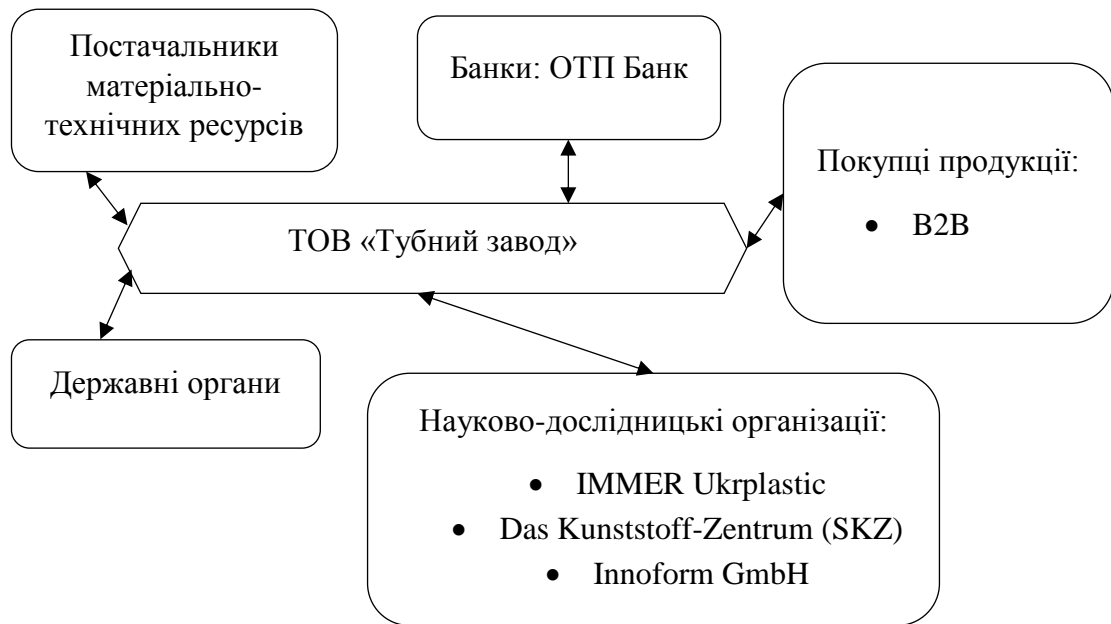 Постачальники
матеріально-
технічних ресурсів
Банки: ОТП Банк
Покупці продукції:
• B2B
ТОВ «Тубний завод»
Державні органи
Науково-дослідницькі організації:
• IMMER Ukrplastic
• Das Kunststoff-Zentrum (SKZ)
• Innoform GmbH